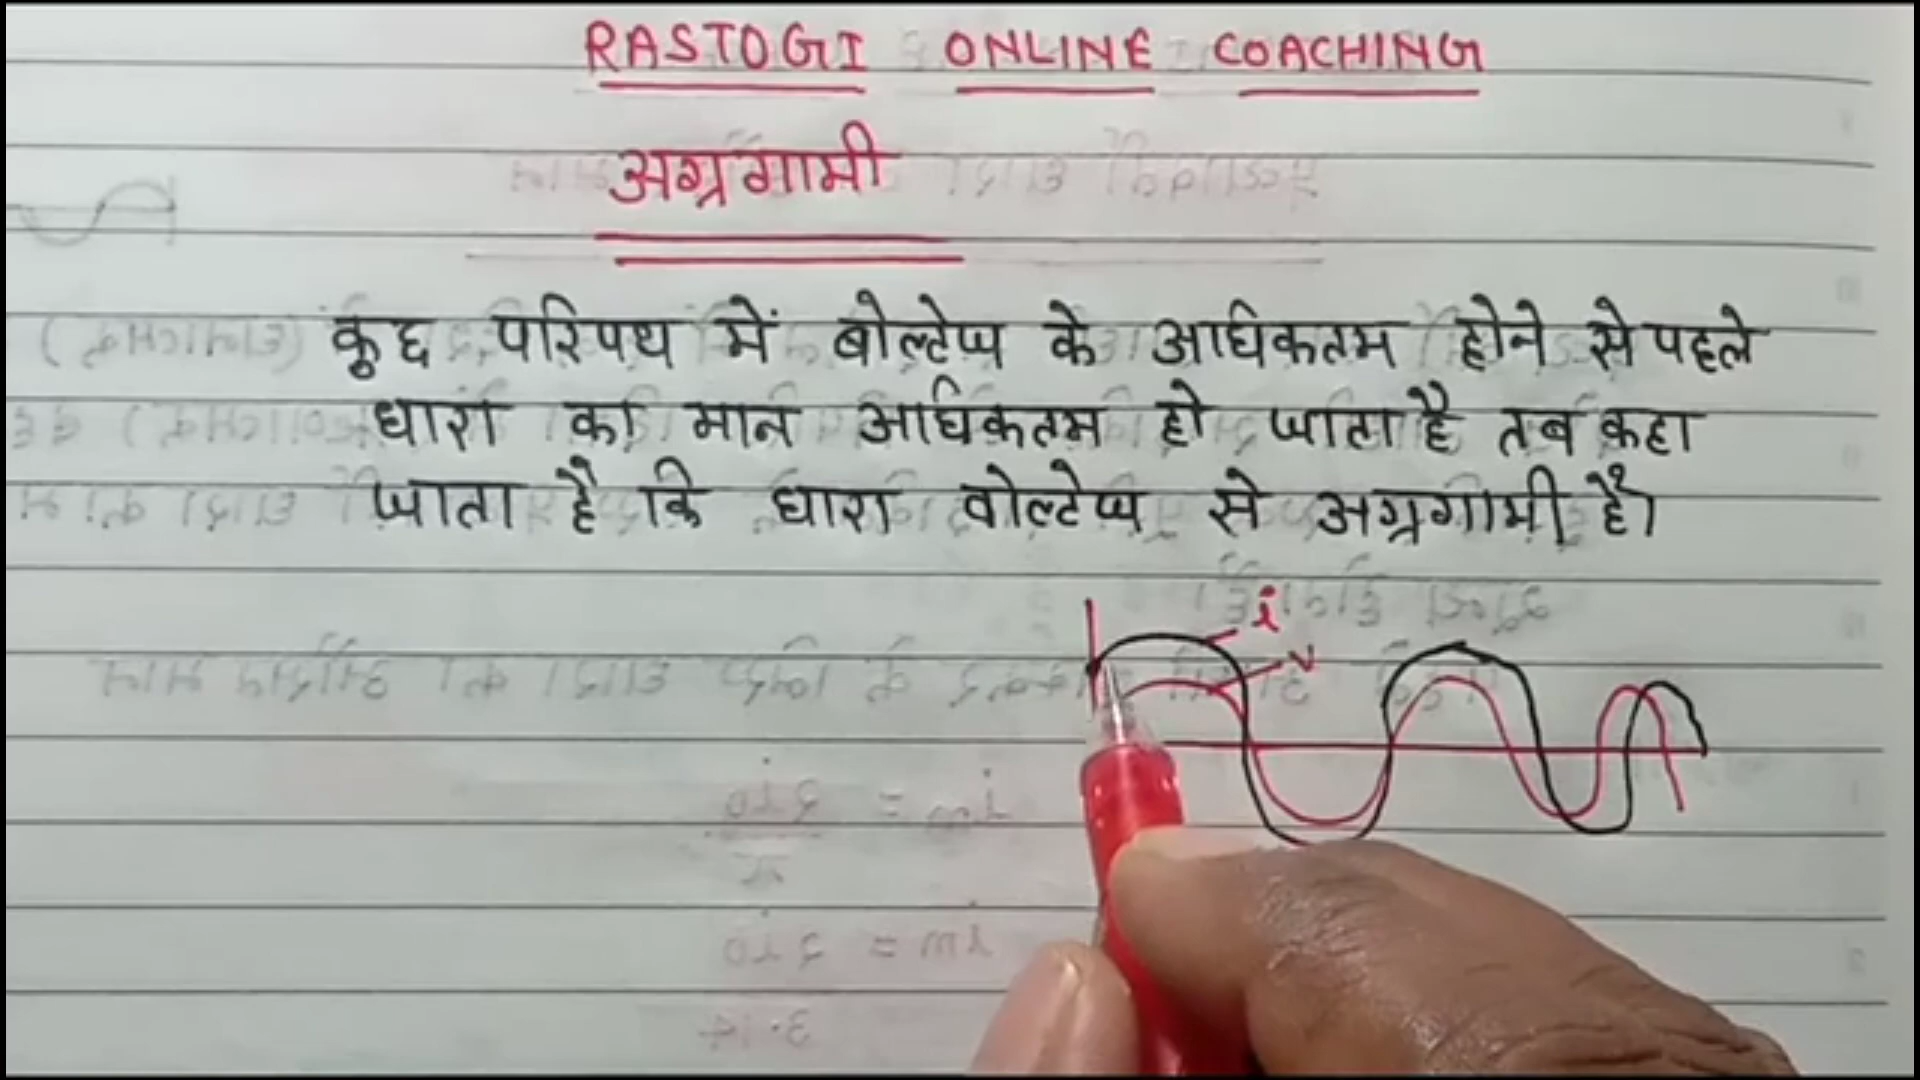 RASTOGI ONLINE COACHING
अग्रगामी
कुछ परिपथ में बोल्टेज के अधिकतम होने से पहले
धारा का मान अधिकतम हो जाता है तब कहा
जाता है कि धारा वोल्टेज से अग्रगामी है।
i
v